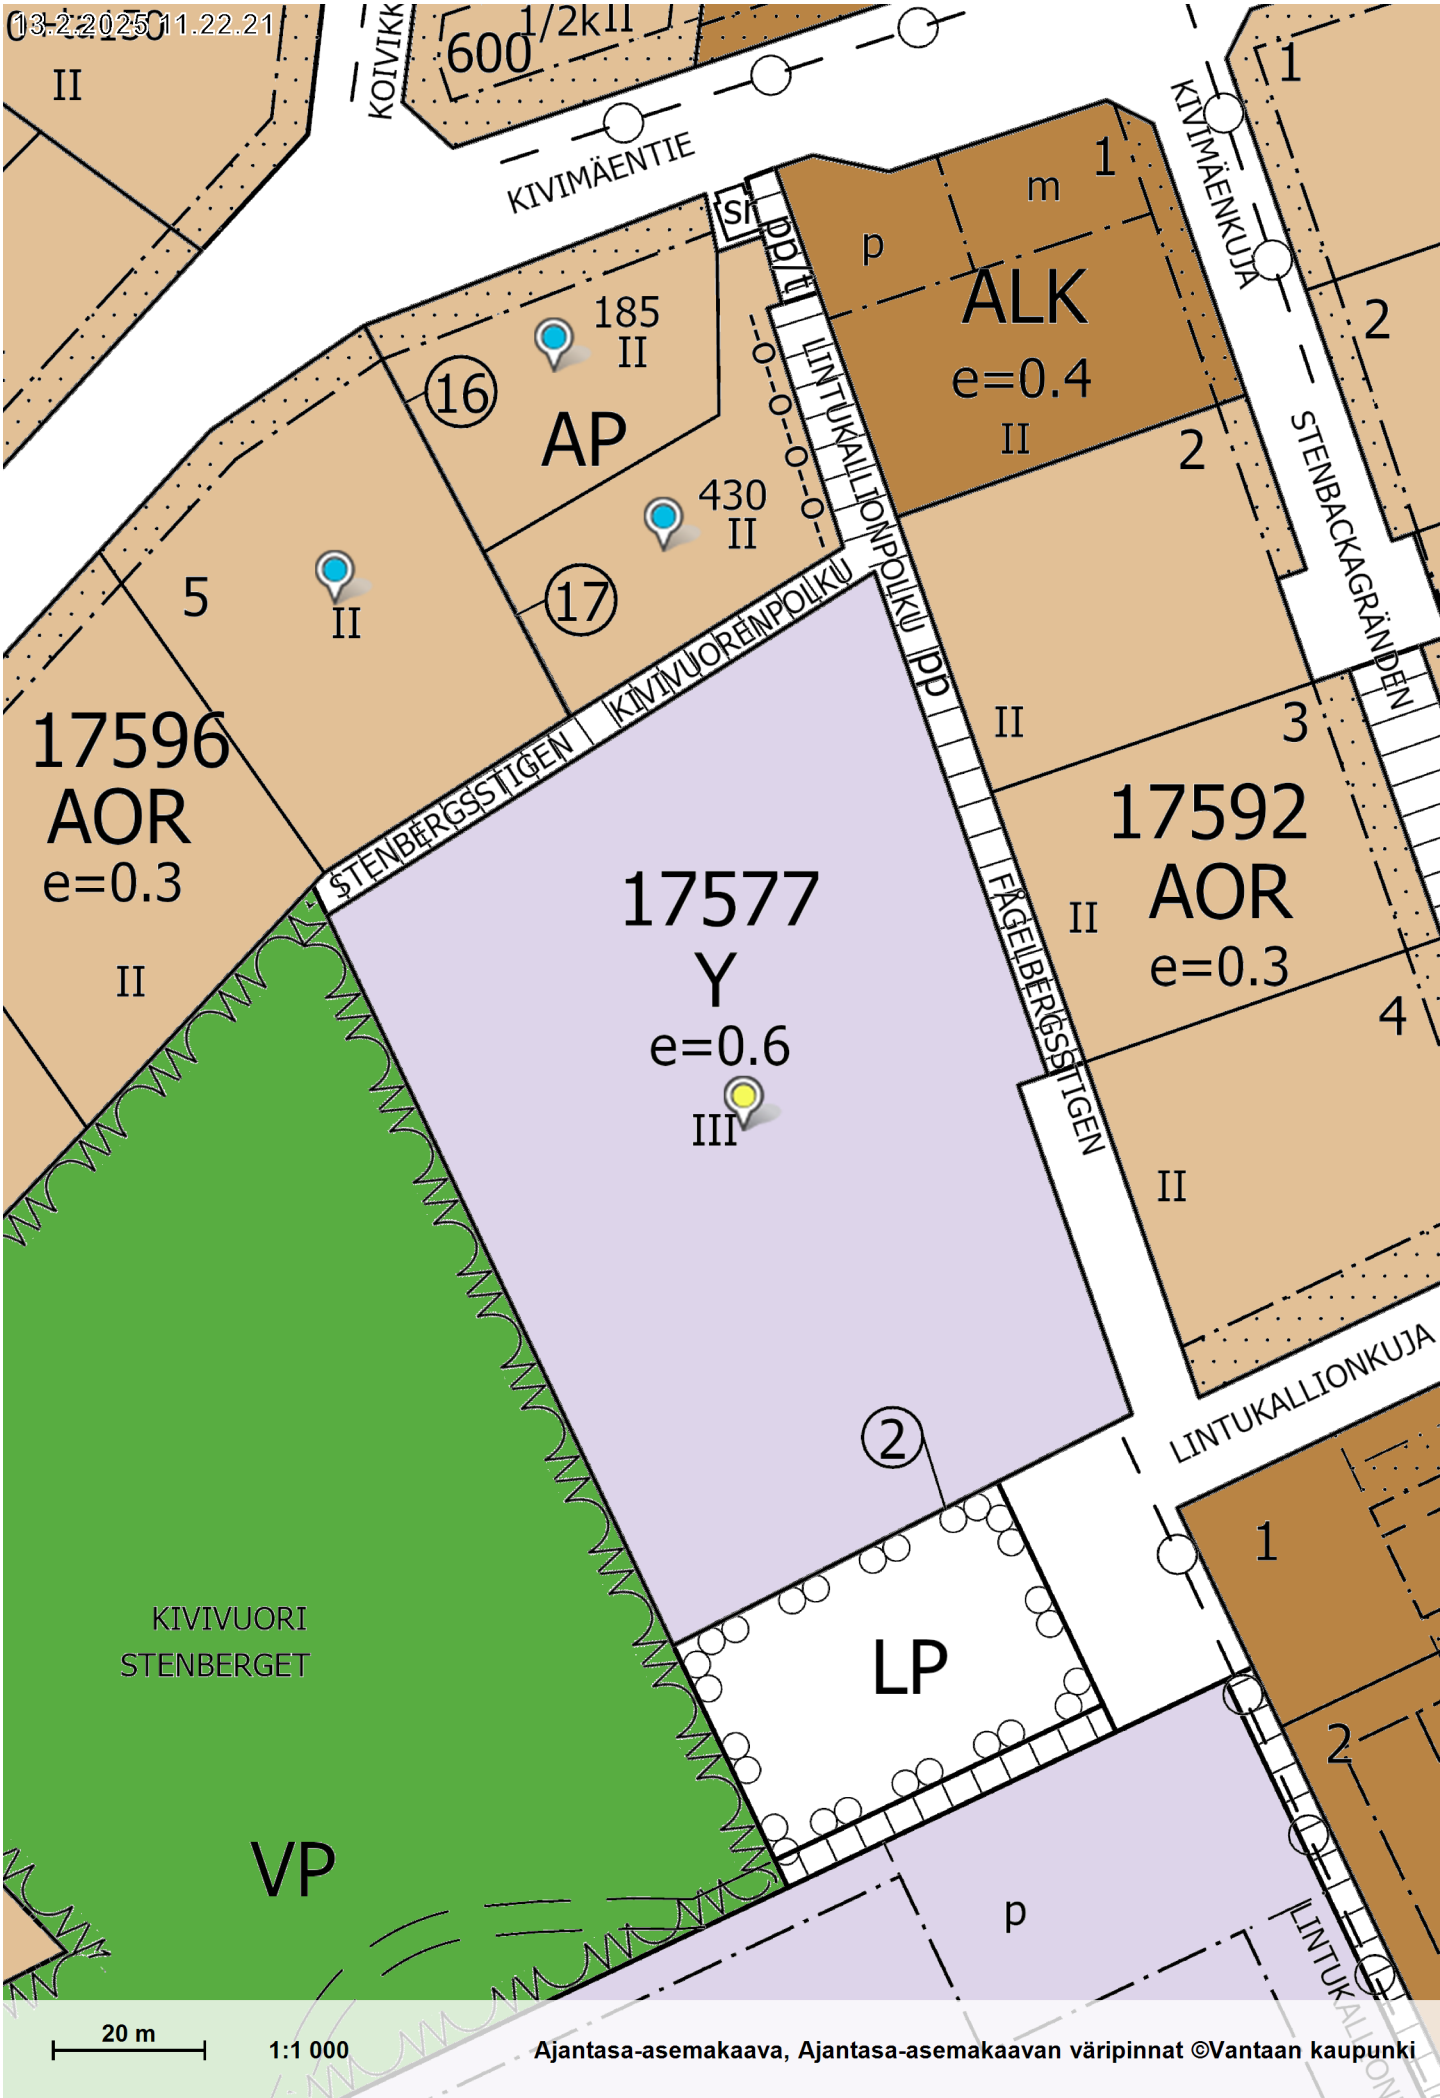 13.2.2025 11.22.21
II
KOIVIKK
600
1/2kII
KIVIMÄENTIE
1
KIVIMÄENKUJA
sr
pp/t
p
m
1
ALK
e=0.4
II
2
2
185
II
16
AP
430
II
17
5
II
LINTUKALLIONPOLKU
pp
STENBACKAGRÄNDEN
KIVIVUORENPOLKU
STENBERGSSTIGEN
17596
AOR
e=0.3
II
II
3
17592
AOR
e=0.3
II
4
II
FÅGELBERGSSTIGEN
17577
Y
e=0.6
III
LINTUKALLIONKUJA
2
1
KIVIVUORI
STENBERGET
LP
2
VP
p
LINTUKALLION
20 m
1:1 000
Ajantasa-asemakaava, Ajantasa-asemakaavan väripinnat ©Vantaan kaupunki